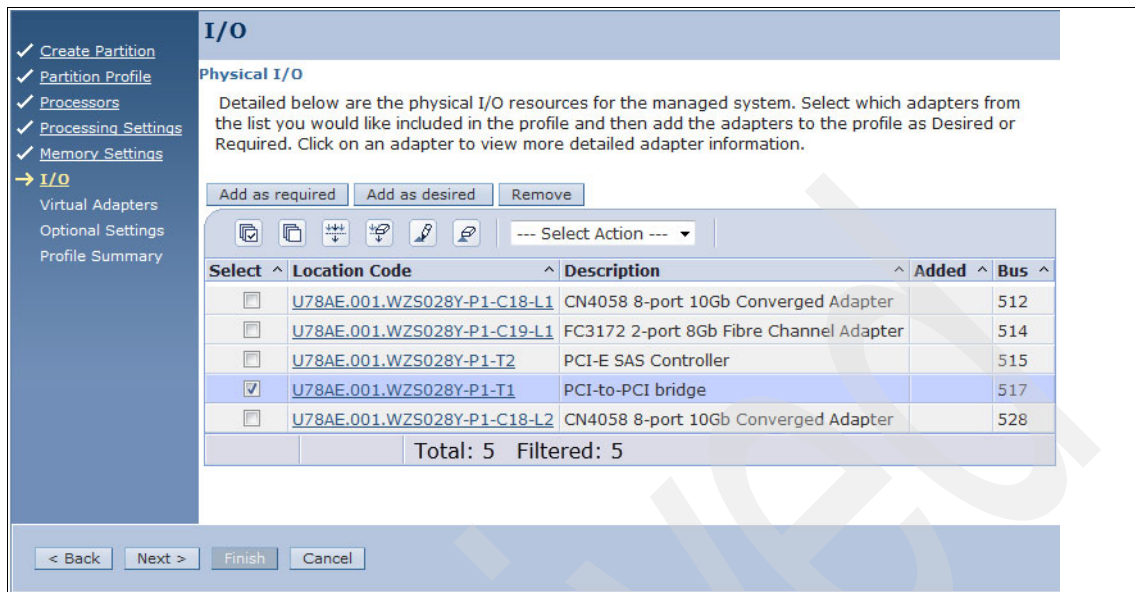 I/O
✓ Create Partition
✓ Partition Profile
✓ Processors
✓ Processing Settings
✓ Memory Settings
→ I/O
Virtual Adapters
Optional Settings
Profile Summary
Physical I/O
Detailed below are the physical I/O resources for the managed system. Select which adapters from
the list you would like included in the profile and then add the adapters to the profile as Desired or
Required. Click on an adapter to view more detailed adapter information.
Add as required Add as desired Remove
--- Select Action ---
Select ^ Location Code ^ Description ^ Added ^ Bus ^
U78AE.001.WZS028Y-P1-C18-L1 CN4058 8-port 10Gb Converged Adapter 512
U78AE.001.WZS028Y-P1-C19-L1 FC3172 2-port 8Gb Fibre Channel Adapter 514
U78AE.001.WZS028Y-P1-T2 PCI-E SAS Controller 515
U78AE.001.WZS028Y-P1-T1 PCI-to-PCI bridge 517
U78AE.001.WZS028Y-P1-C18-L2 CN4058 8-port 10Gb Converged Adapter 528
Total: 5 Filtered: 5
< Back Next > Finish Cancel